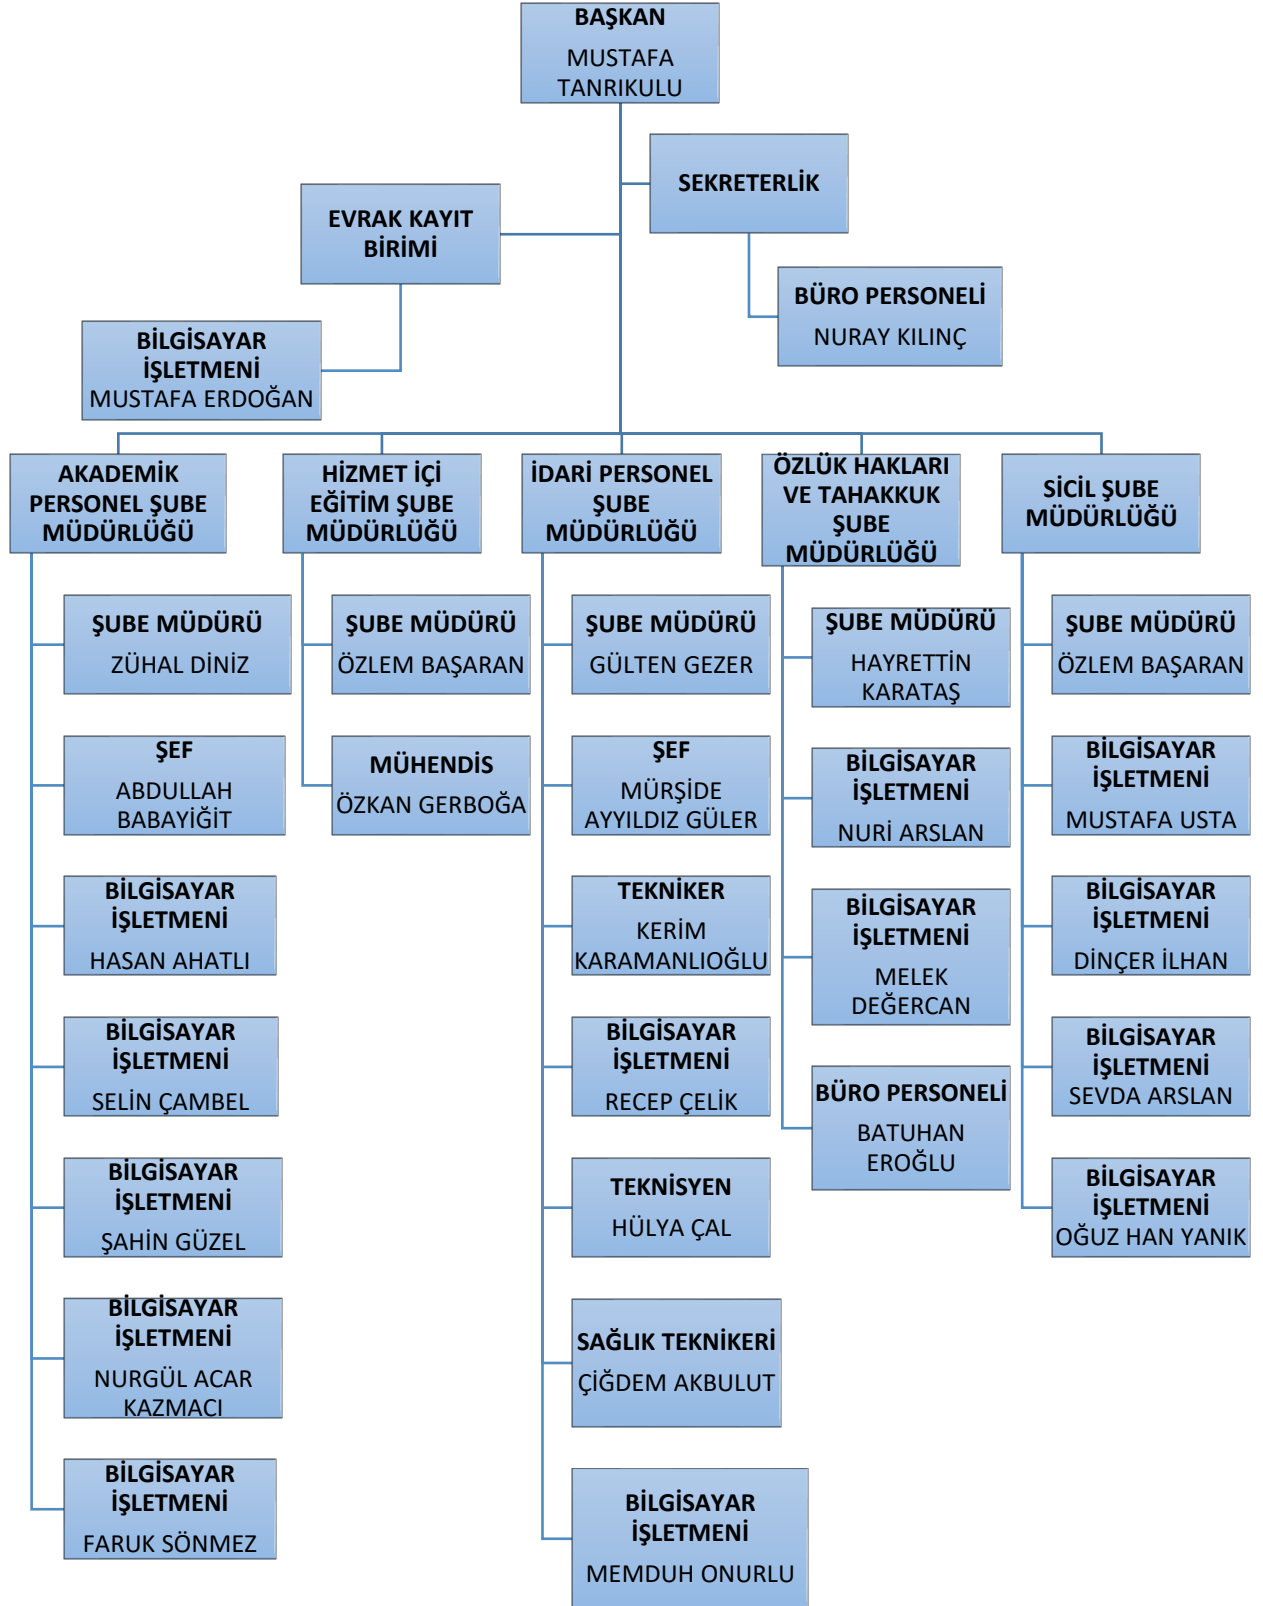 BAŞKAN
MUSTAFA
TANRIKULU
SEKRETERLİK
EVRAK KAYIT
BİRİMİ
BÜRO PERSONELİ
NURAY KILINÇ
BİLGİSAYAR
İŞLETMENİ
MUSTAFA ERDOĞAN
AKADEMİK
PERSONEL ŞUBE
MÜDÜRLÜĞÜ
ŞUBE MÜDÜRÜ
ZÜHAL DİNİZ
ŞEF
ABDULLAH
BABAYİĞİT
BİLGİSAYAR
İŞLETMENİ
HASAN AHATLI
BİLGİSAYAR
İŞLETMENİ
SELİN ÇAMBEL
BİLGİSAYAR
İŞLETMENİ
ŞAHİN GÜZEL
BİLGİSAYAR
İŞLETMENİ
NURGÜL ACAR
KAZMACI
BİLGİSAYAR
İŞLETMENİ
FARUK SÖNMEZ
HİZMET İÇİ
EĞİTİM ŞUBE
MÜDÜRLÜĞÜ
ŞUBE MÜDÜRÜ
ÖZLEM BAŞARAN
MÜHENDİS
ÖZKAN GERBOĞA
İDARİ PERSONEL
ŞUBE
MÜDÜRLÜĞÜ
ŞUBE MÜDÜRÜ
GÜLTEN GEZER
ŞEF
MÜRŞİDE
AYYILDIZ GÜLER
TEKNİKER
KERİM
KARAMANLIOĞLU
BİLGİSAYAR
İŞLETMENİ
RECEP ÇELİK
TEKNİSYEN
HÜLYA ÇAL
SAĞLIK TEKNİKERİ
ÇİĞDEM AKBULUT
BİLGİSAYAR
İŞLETMENİ
MEMDUH ONURLU
ÖZLÜK HAKLARI
VE TAHAKKUK
ŞUBE
MÜDÜRLÜĞÜ
ŞUBE MÜDÜRÜ
HAYRETTİN
KARATAŞ
BİLGİSAYAR
İŞLETMENİ
NURİ ARSLAN
BİLGİSAYAR
İŞLETMENİ
MELEK
DEĞERCAN
BÜRO PERSONELİ
BATUHAN
EROĞLU
SİCİL ŞUBE
MÜDÜRLÜĞÜ
ŞUBE MÜDÜRÜ
ÖZLEM BAŞARAN
BİLGİSAYAR
İŞLETMENİ
MUSTAFA USTA
BİLGİSAYAR
İŞLETMENİ
DİNÇER İLHAN
BİLGİSAYAR
İŞLETMENİ
SEVDA ARSLAN
BİLGİSAYAR
İŞLETMENİ
OĞUZ HAN YANIK